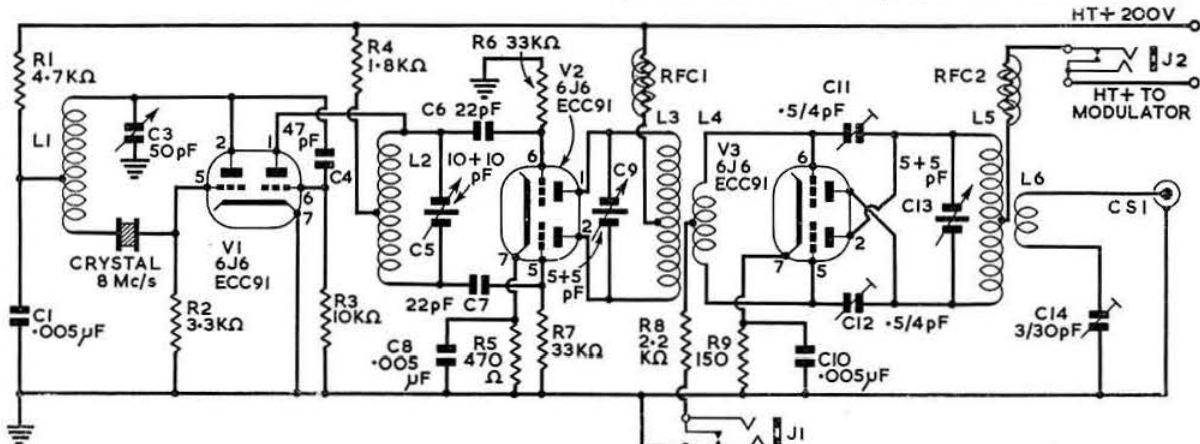 HT+ 200V
R1
4·7KΩ
L1
C3
50pF
47
pF
C4
2
1
5
6
7
V1
6J6
ECC91
CRYSTAL
8 Mc/s
C1
·005µF
R2
3·3KΩ
R3
10KΩ
R4
1·8KΩ
R6 33KΩ
C6
22pF
L2
10+10
pF
C5
22pF
C7
V2
6J6
ECC91
6
1
2
7
5
C8
·005
µF
R5
470
Ω
R7
33KΩ
5+5
pF
C9
RFC1
L3
L4
R8
2·2
KΩ
R9
150
V3
6J6
ECC91
C11
·5/4pF
6
1
2
7
5
C12
·5/4pF
C10
·005µF
5+5
pF
C13
RFC2
L5
L6
J2
HT+ TO
MODULATOR
CS1
C14
3/30pF
J1